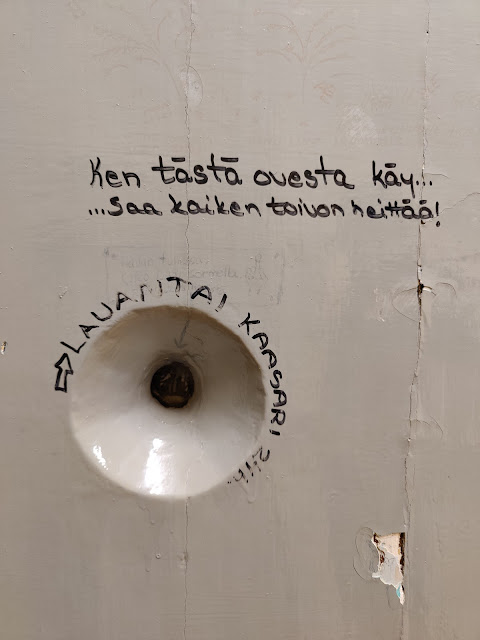 Ken tästä ovesta käy...
...saa kaiken toivon heittää!
LAUANTAI KAASARI